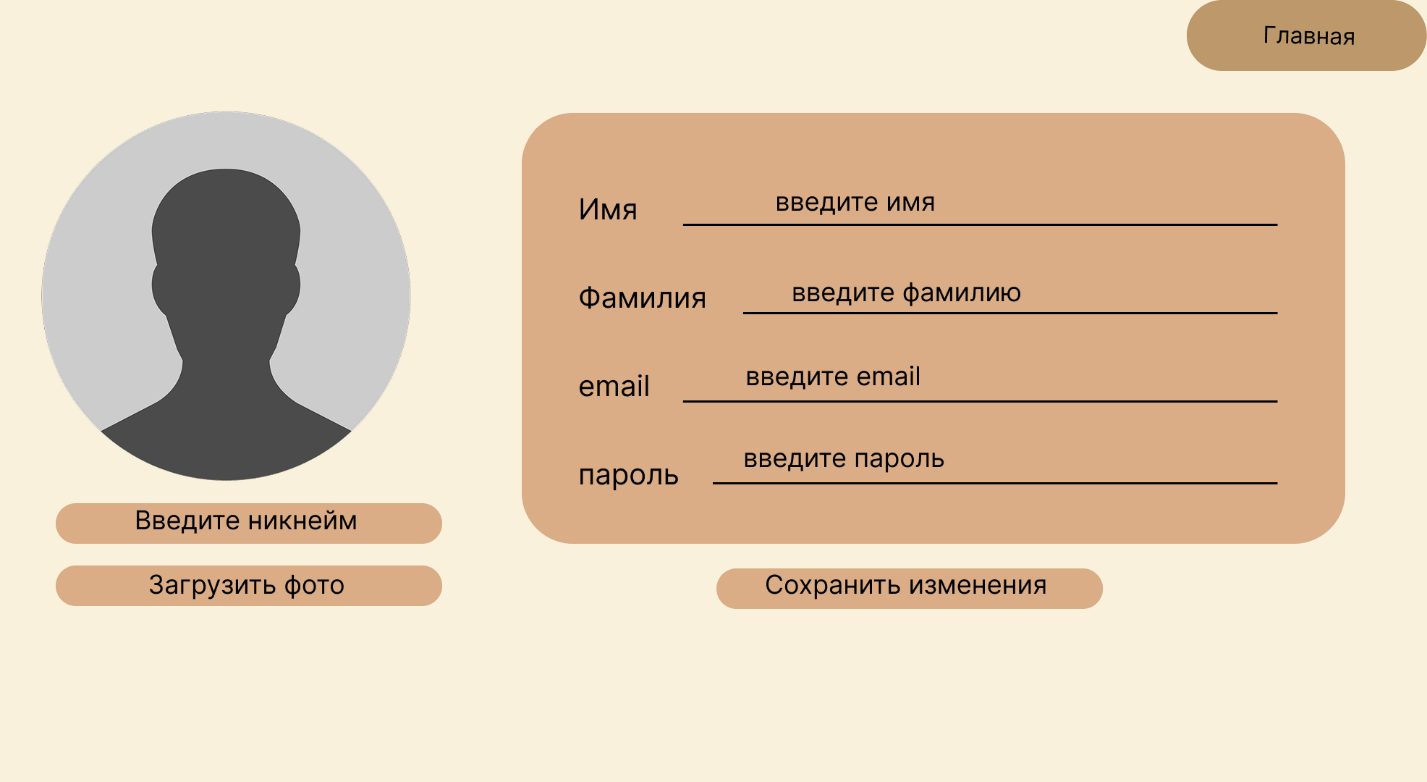 Главная
Имя
введите имя
Фамилия
введите фамилию
email
введите email
пароль
введите пароль
Введите никнейм
Загрузить фото
Сохранить изменения